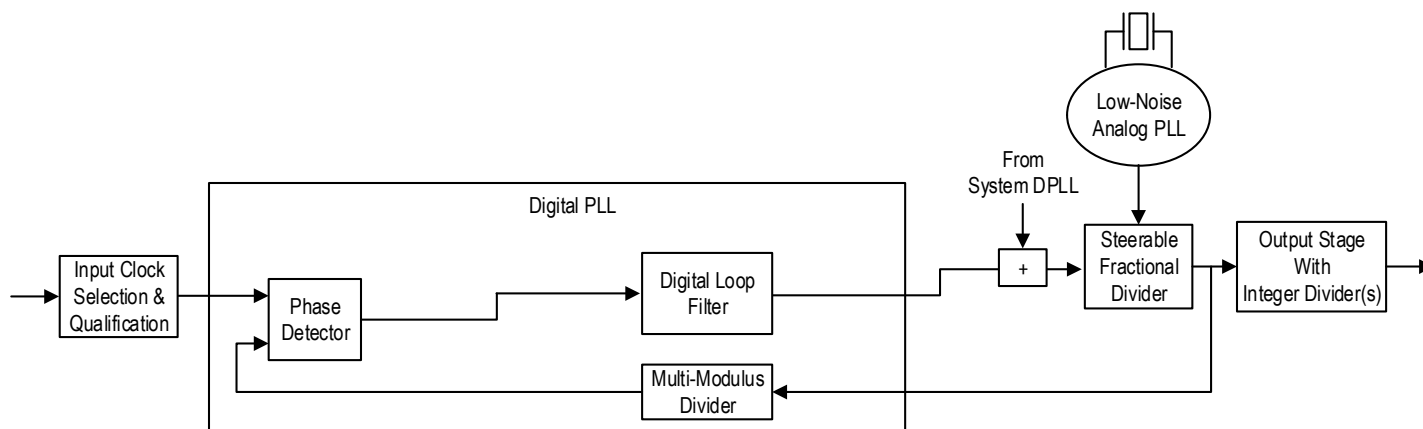 Low-Noise
Analog PLL
From
System DPLL
Digital PLL
Input Clock
Selection &
Qualification
Phase
Detector
Digital Loop
Filter
+
Steerable
Fractional
Divider
Output Stage
With
Integer Divider(s)
Multi-Modulus
Divider